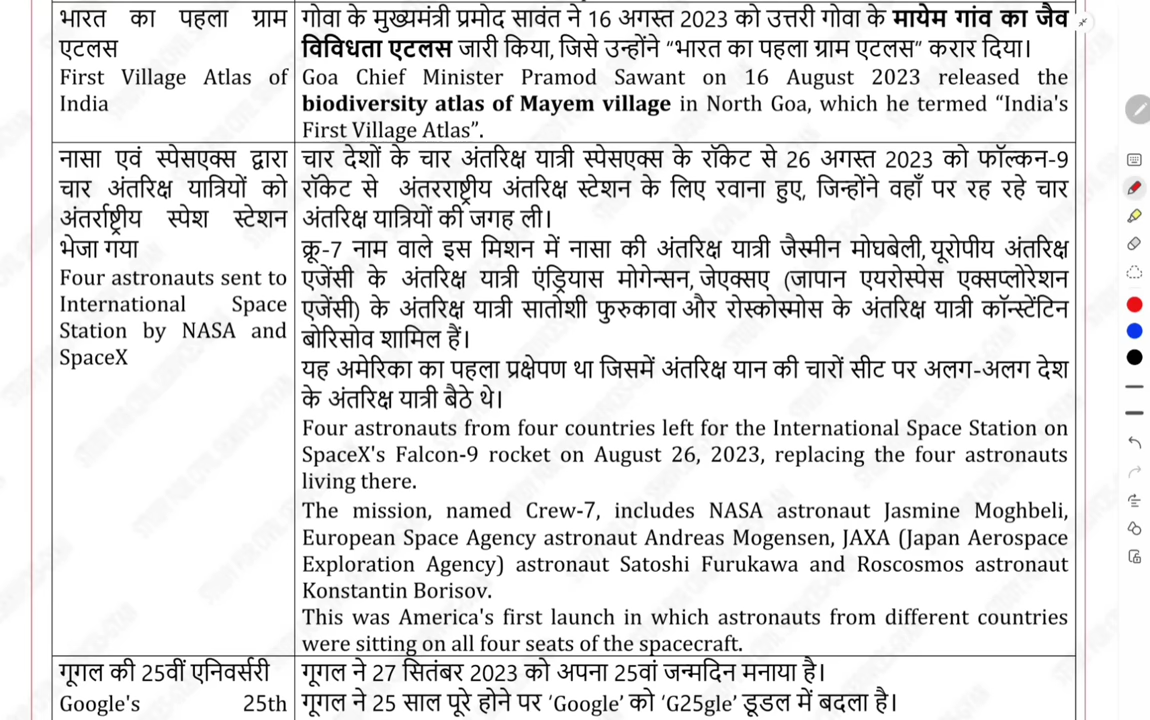 भारत का पहला ग्राम
एटलस
First Village Atlas of
India
गोवा के मुख्यमंत्री प्रमोद सावंत ने 16 अगस्त 2023 को उत्तरी गोवा के मायेम गांव का जैव
विविधता एटलस जारी किया, जिसे उन्होंने “भारत का पहला ग्राम एटलस” करार दिया।
Goa Chief Minister Pramod Sawant on 16 August 2023 released the
biodiversity atlas of Mayem village in North Goa, which he termed “India's
First Village Atlas”.
नासा एवं स्पेसएक्स द्वारा
चार अंतरिक्ष यात्रियों को
अंतर्राष्ट्रीय स्पेश स्टेशन
भेजा गया
Four astronauts sent to
International Space
Station by NASA and
SpaceX
चार देशों के चार अंतरिक्ष यात्री स्पेसएक्स के रॉकेट से 26 अगस्त 2023 को फॉल्कन-9
रॉकेट से अंतरराष्ट्रीय अंतरिक्ष स्टेशन के लिए रवाना हुए, जिन्होंने वहाँ पर रह रहे चार
अंतरिक्ष यात्रियों की जगह ली।
क्रू-7 नाम वाले इस मिशन में नासा की अंतरिक्ष यात्री जैस्मीन मोघबेली, यूरोपीय अंतरिक्ष
एजेंसी के अंतरिक्ष यात्री एंड्रियास मोगेन्सन, जेएक्सए (जापान एयरोस्पेस एक्सप्लोरेशन
एजेंसी) के अंतरिक्ष यात्री सातोशी फुरुकावा और रोस्कोस्मोस के अंतरिक्ष यात्री कॉन्स्टेंटिन
बोरिसोव शामिल हैं।
यह अमेरिका का पहला प्रक्षेपण था जिसमें अंतरिक्ष यान की चारों सीट पर अलग-अलग देश
के अंतरिक्ष यात्री बैठे थे।
Four astronauts from four countries left for the International Space Station on
SpaceX's Falcon-9 rocket on August 26, 2023, replacing the four astronauts
living there.
The mission, named Crew-7, includes NASA astronaut Jasmine Moghbeli,
European Space Agency astronaut Andreas Mogensen, JAXA (Japan Aerospace
Exploration Agency) astronaut Satoshi Furukawa and Roscosmos astronaut
Konstantin Borisov.
This was America's first launch in which astronauts from different countries
were sitting on all four seats of the spacecraft.
गूगल की 25वीं एनिवर्सरी
Google's 25th
गूगल ने 27 सितंबर 2023 को अपना 25वां जन्मदिन मनाया है।
गूगल ने 25 साल पूरे होने पर ‘Google’ को ‘G25gle’ डूडल में बदला है।